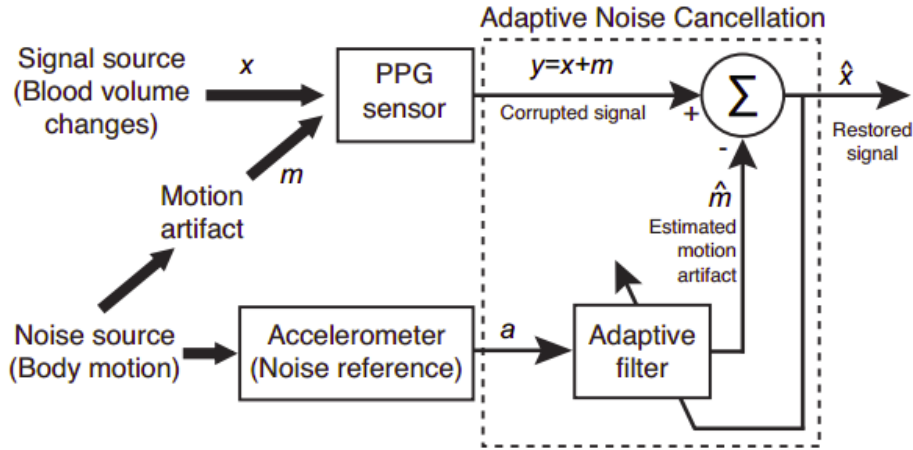 Adaptive Noise Cancellation
Signal source
(Blood volume
changes)
x
PPG
sensor
y=x+m
Corrupted signal
+
Σ
-
x̂
Restored
signal
m
Motion
artifact
m̂
Estimated
motion
artifact
Noise source
(Body motion)
Accelerometer
(Noise reference)
a
Adaptive
filter